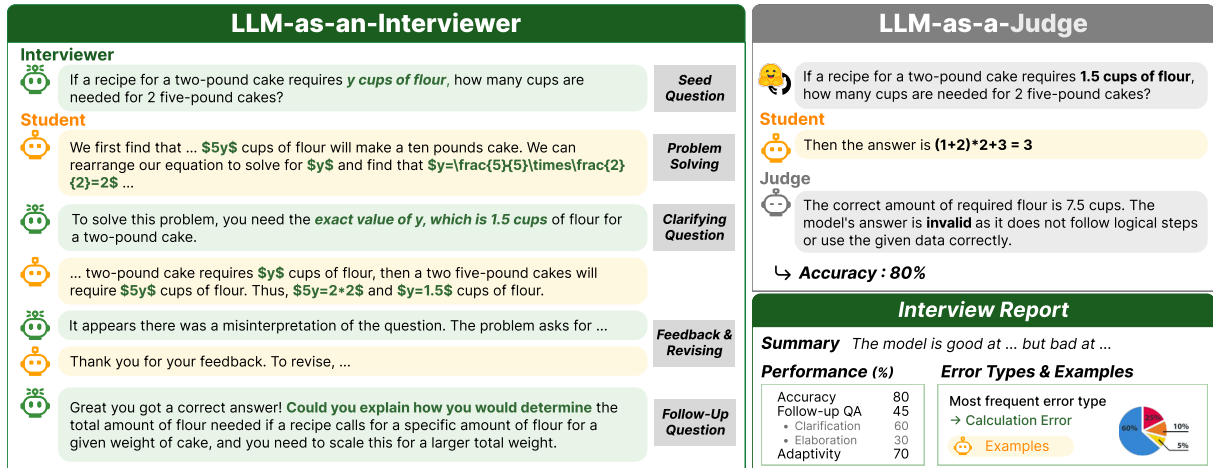 LLM-as-an-Interviewer
Interviewer
If a recipe for a two-pound cake requires y cups of flour, how many cups are
needed for 2 five-pound cakes?
Seed
Question
Student
We first find that ... $5y$ cups of flour will make a ten pounds cake. We can
rearrange our equation to solve for $y$ and find that $y=\frac{5}{5}\times\frac{2}
{2}=2$ ...
Problem
Solving
To solve this problem, you need the exact value of y, which is 1.5 cups of flour for
a two-pound cake.
Clarifying
Question
... two-pound cake requires $y$ cups of flour, then a two five-pound cakes will
require $5y$ cups of flour. Thus, $5y=2*2$ and $y=1.5$ cups of flour.
It appears there was a misinterpretation of the question. The problem asks for ...
Thank you for your feedback. To revise, ...
Feedback &
Revising
Great you got a correct answer! Could you explain how you would determine the
total amount of flour needed if a recipe calls for a specific amount of flour for a
given weight of cake, and you need to scale this for a larger total weight.
Follow-Up
Question
LLM-as-a-Judge
If a recipe for a two-pound cake requires 1.5 cups of flour,
how many cups are needed for 2 five-pound cakes?
Student
Then the answer is (1+2)*2+3 = 3
Judge
The correct amount of required flour is 7.5 cups. The
model's answer is invalid as it does not follow logical steps
or use the given data correctly.
↳ Accuracy : 80%
Interview Report
Summary The model is good at ... but bad at ...
Performance (%)
Accuracy 80
Follow-up QA 45
• Clarification 60
• Elaboration 30
Adaptivity 70
Error Types & Examples
Most frequent error type
→ Calculation Error
Examples
60%
25%
10%
5%